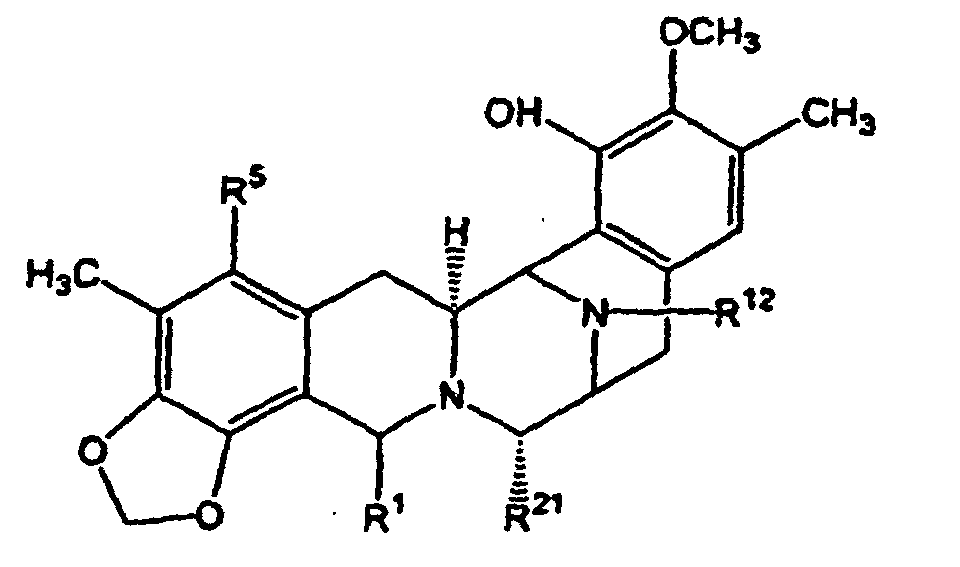 OCH₃
OH
CH₃
R⁵
H
H₃C
N
R¹²
N
O
O
R¹
R²¹